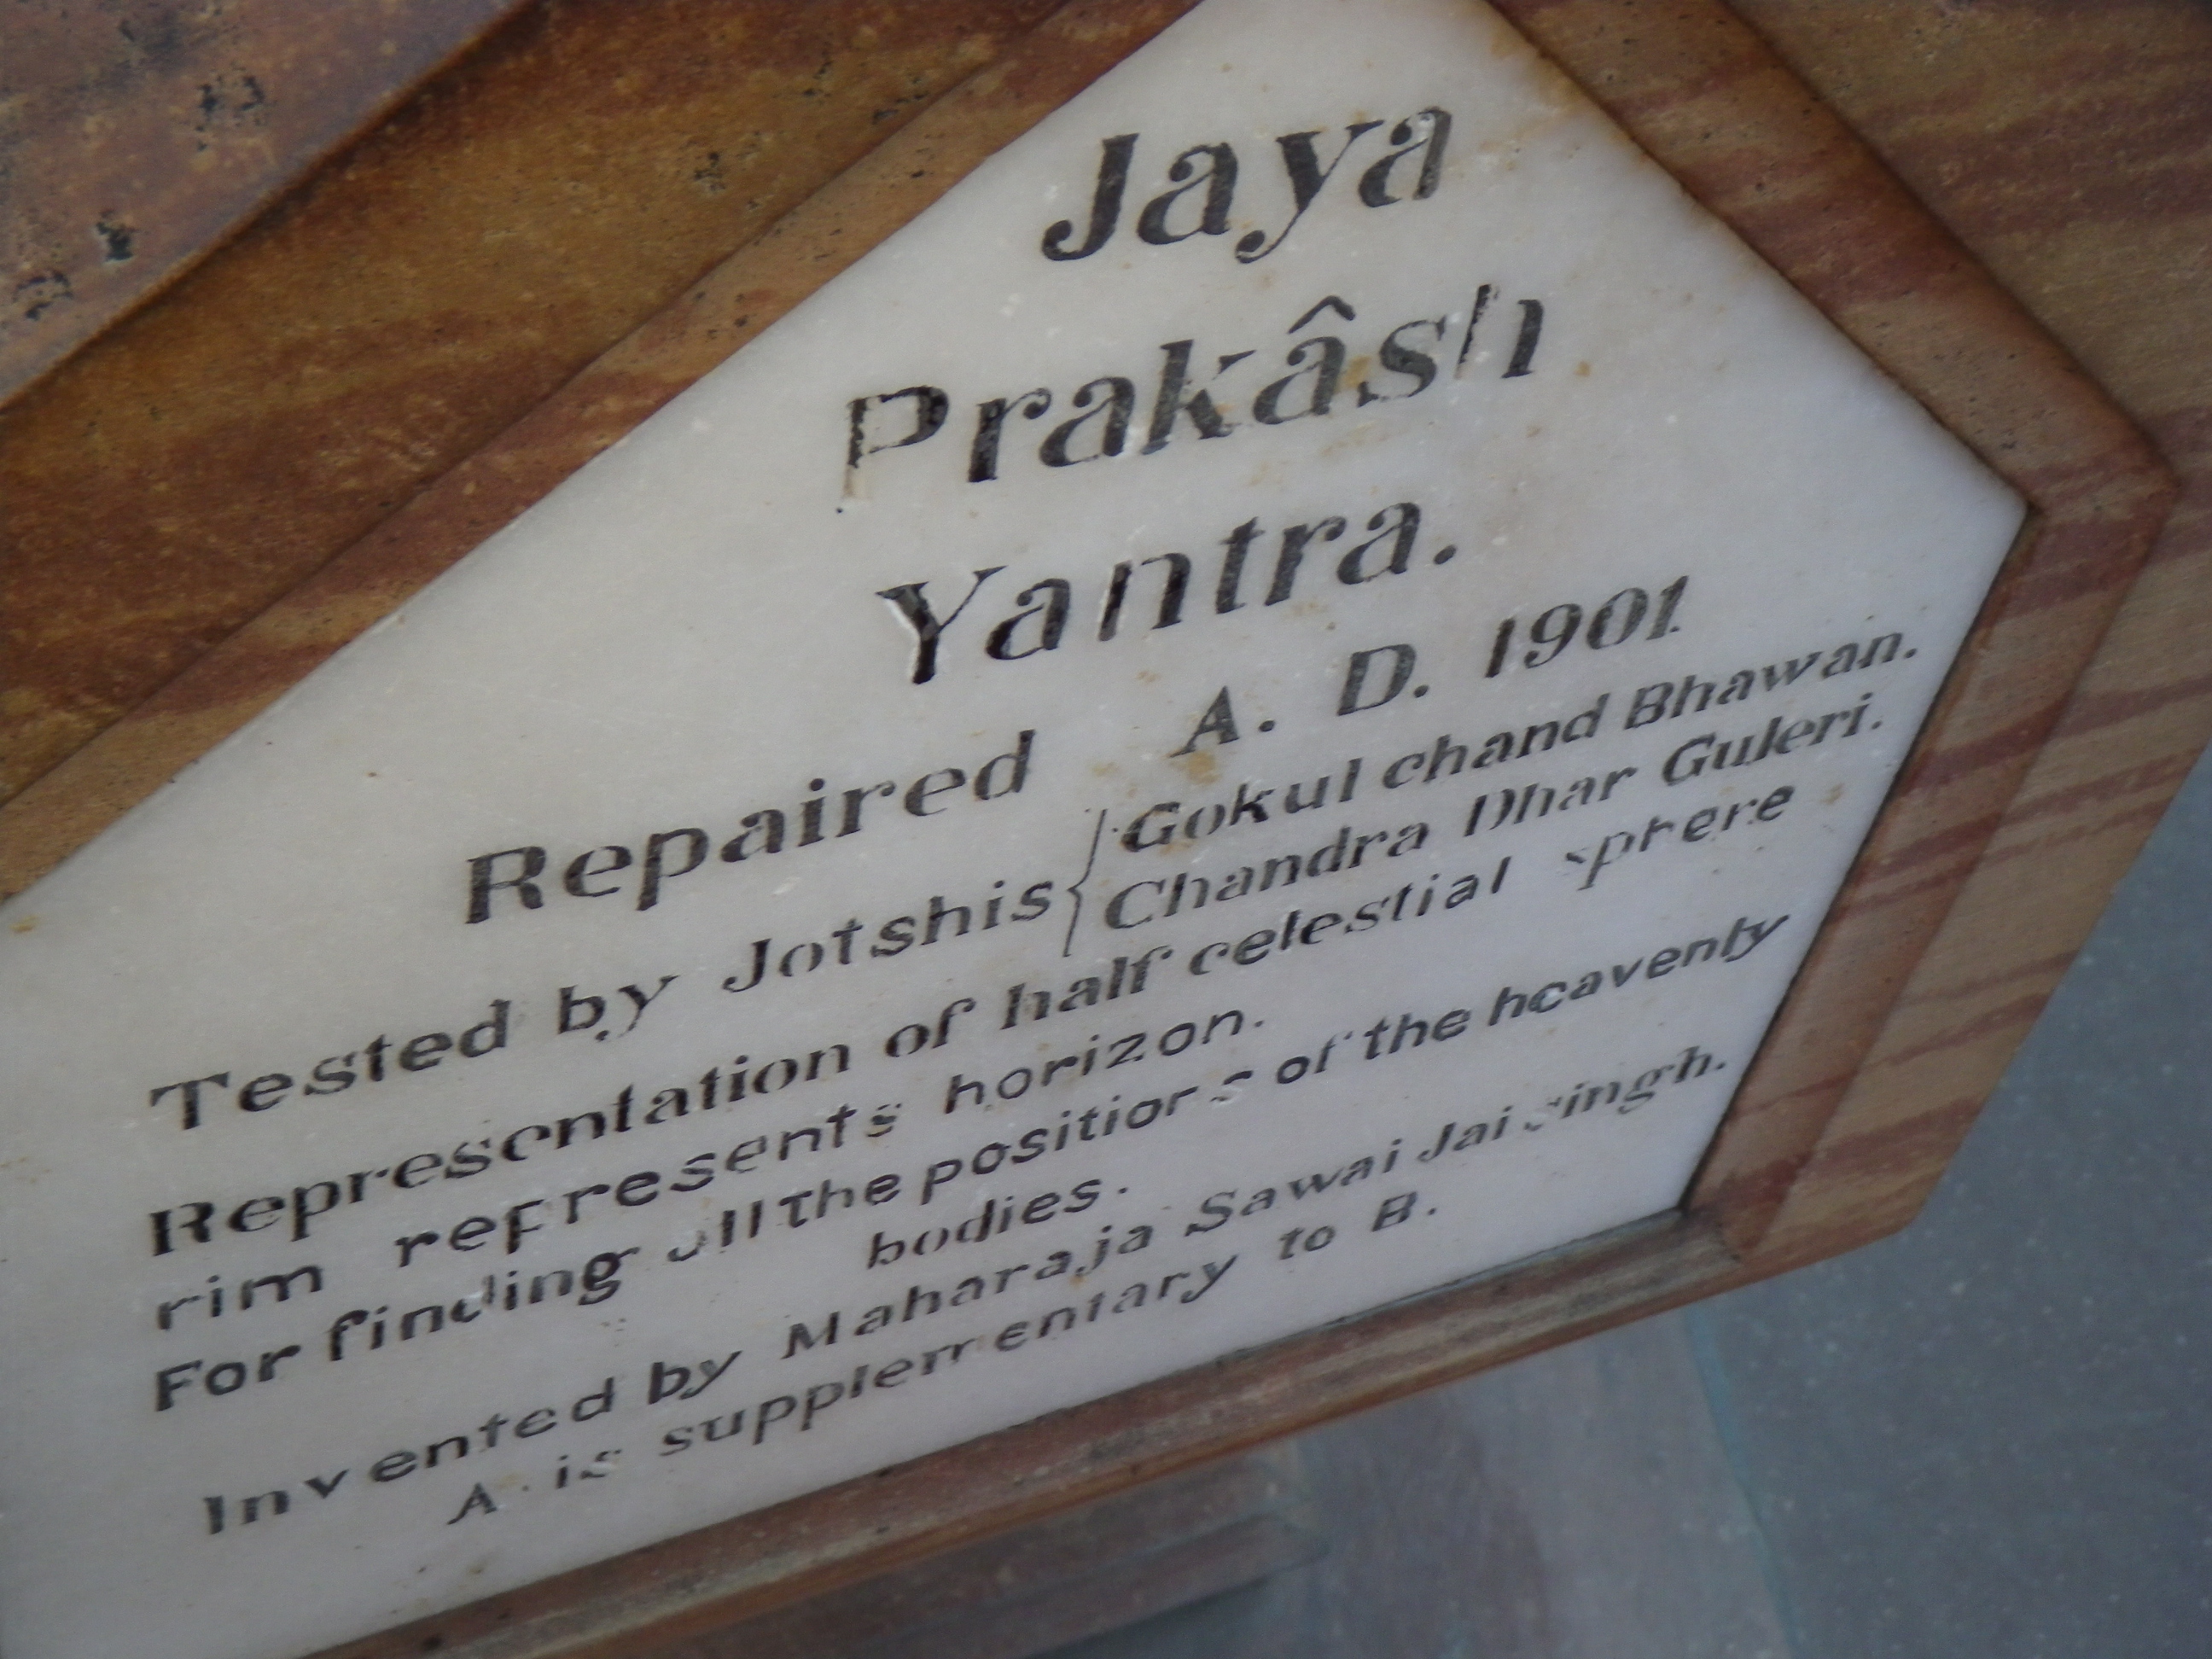 Jaya
Prakâsh
Yantra.
Repaired A. D. 1901
Tested by Jotshis { Gokul chand Bhawan.
Chandra Dhar Guleri.
Representation of half celestial sphere
rim represents horizon.
For finding all the positions of the heavenly
bodies.
Invented by Maharaja Sawai Jai singh.
A. is supplementary to B.